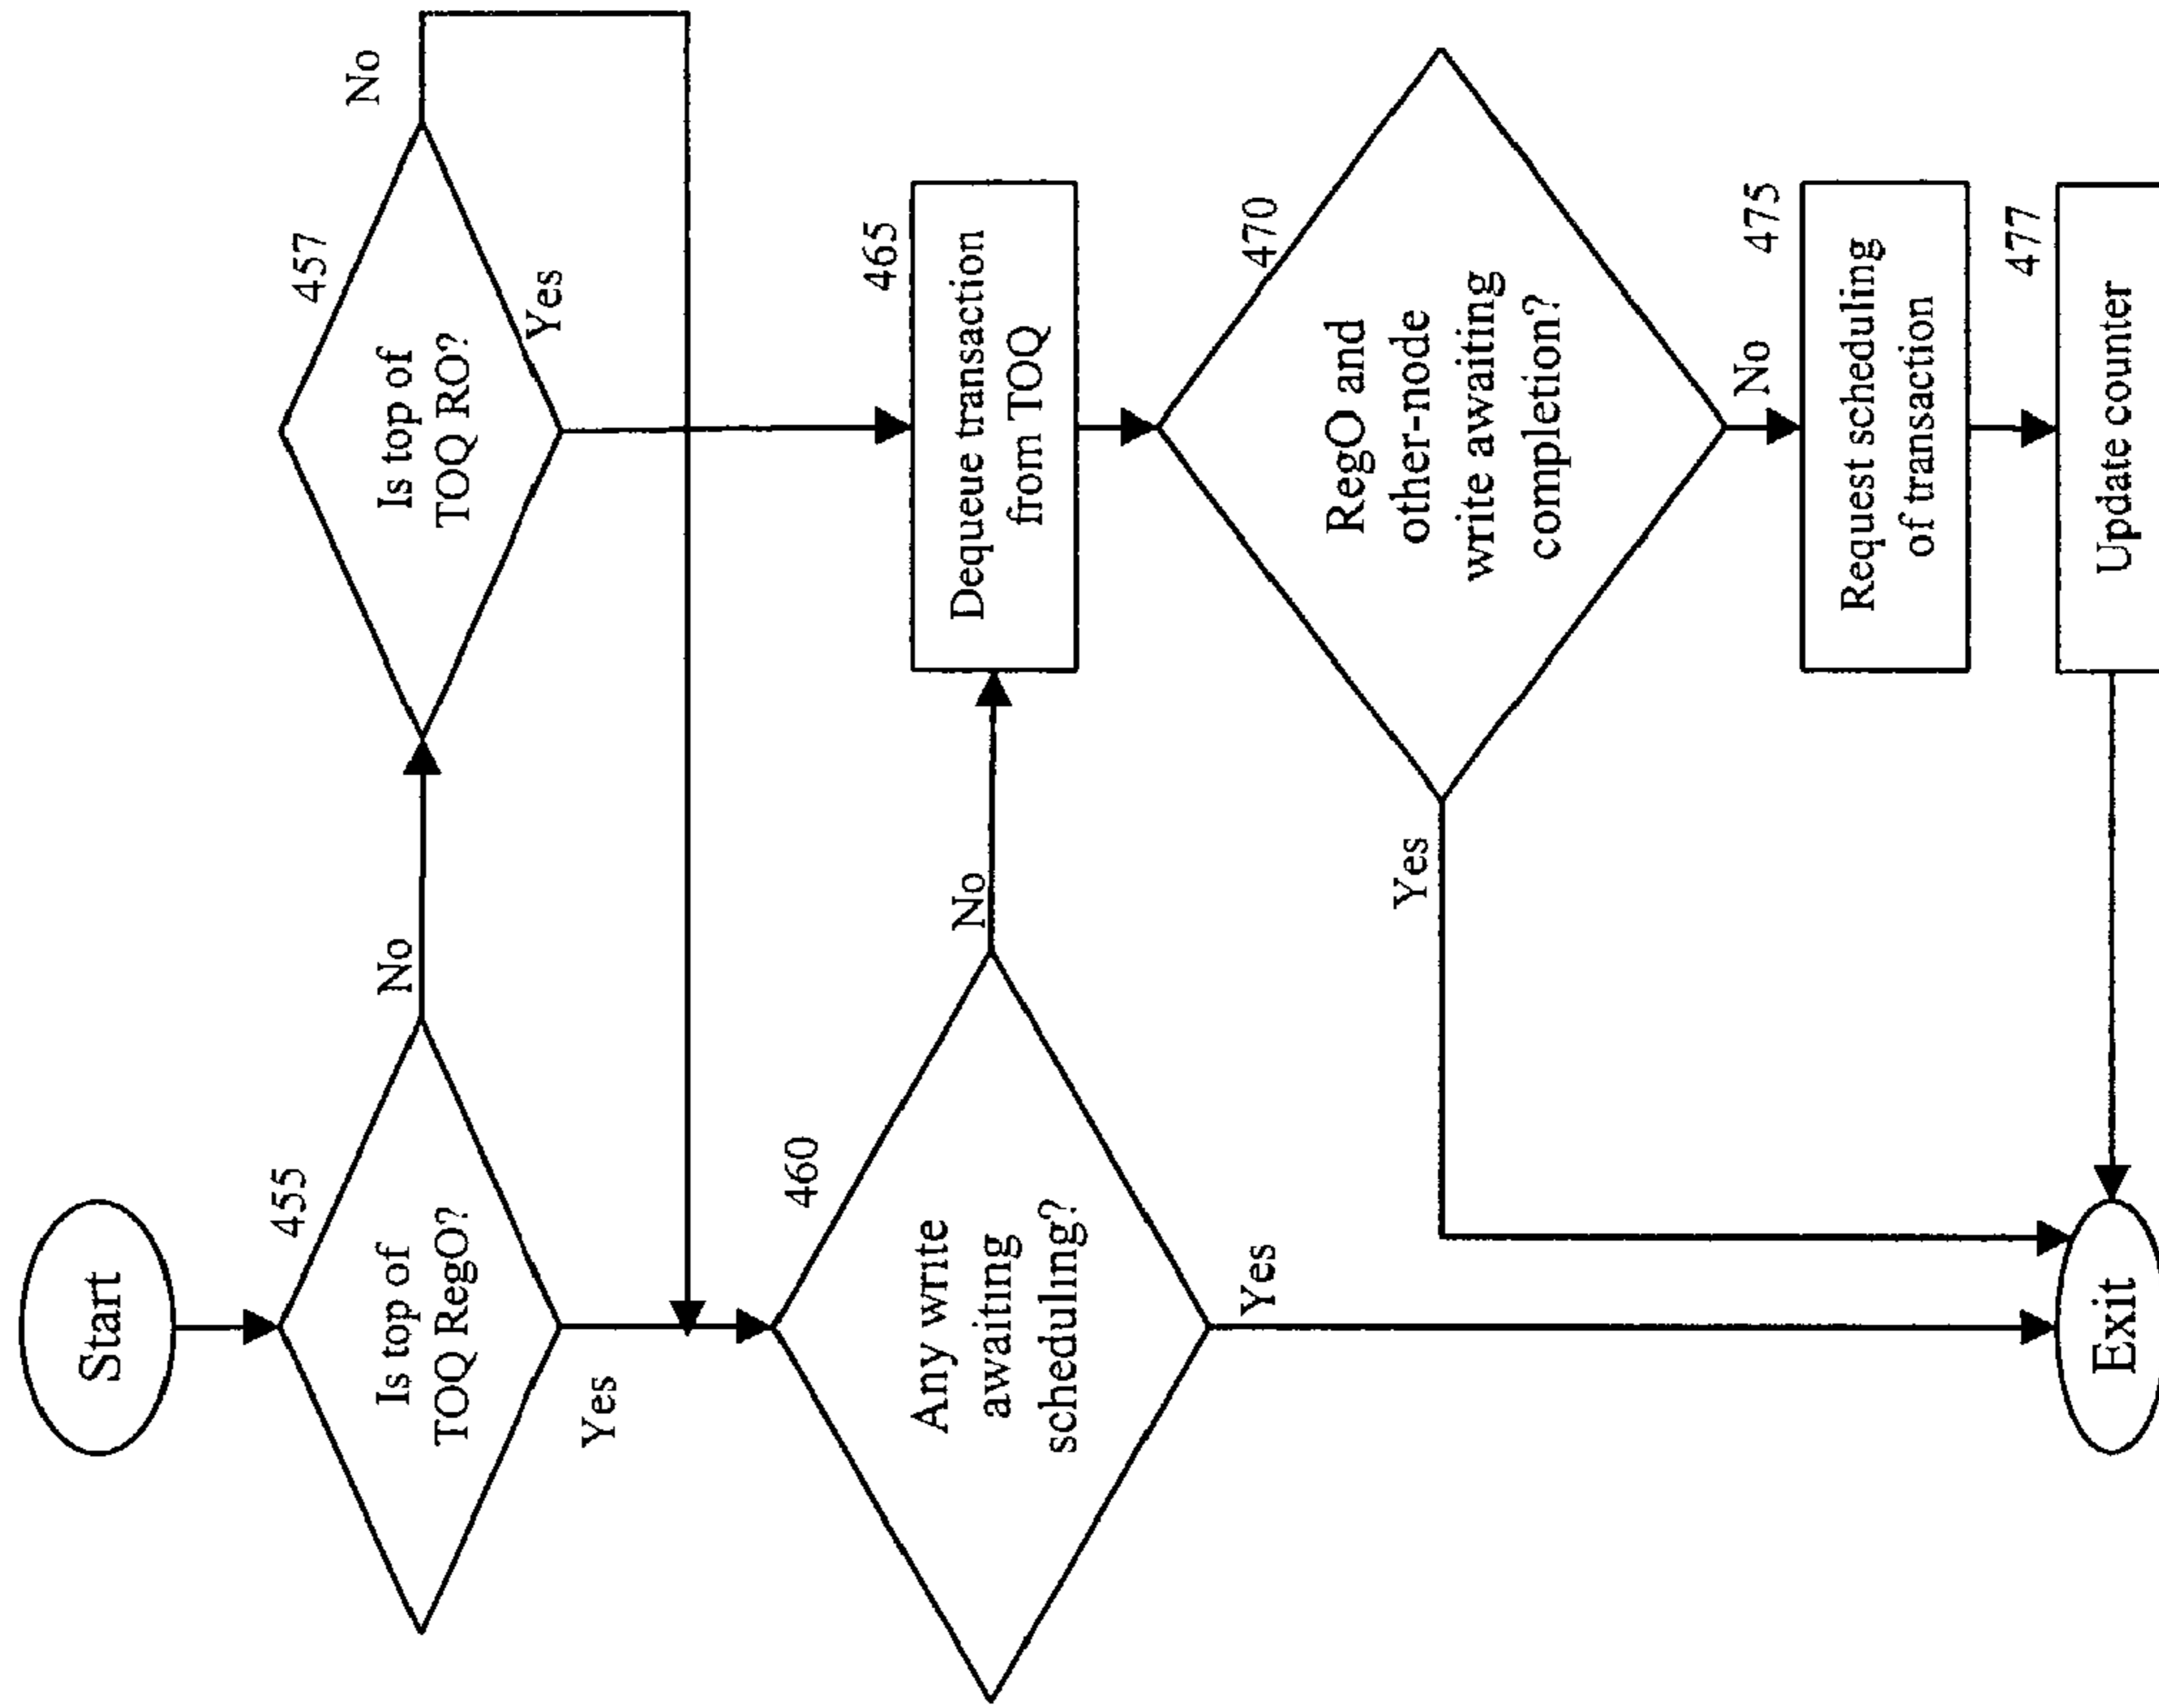 Start
455
Is top of
TOQ RegO?
No
Yes
457
Is top of
TOQ RO?
No
Yes
460
Any write
awaiting
scheduling?
No
Yes
465
Dequeue transaction
from TOQ
470
RegO and
other-node
write awaiting
completion?
Yes
No
475
Request scheduling
of transaction
477
Update counter
Exit